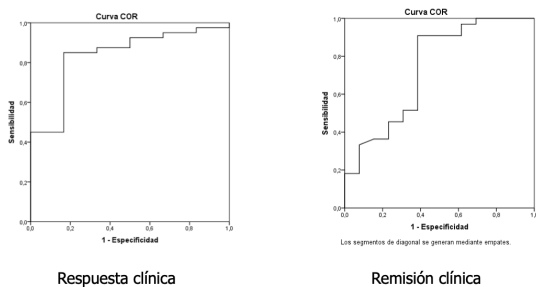 Curva COR
Sensibilidad
1,0
0,8
0,6
0,4
0,2
0,0
0,0 0,2 0,4 0,6 0,8 1,0
1 - Especificidad
Respuesta clínica
Curva COR
Sensibilidad
1,0
0,8
0,6
0,4
0,2
0,0
0,0 0,2 0,4 0,6 0,8 1,0
1 - Especificidad
Los segmentos de diagonal se generan mediante empates.
Remisión clínica